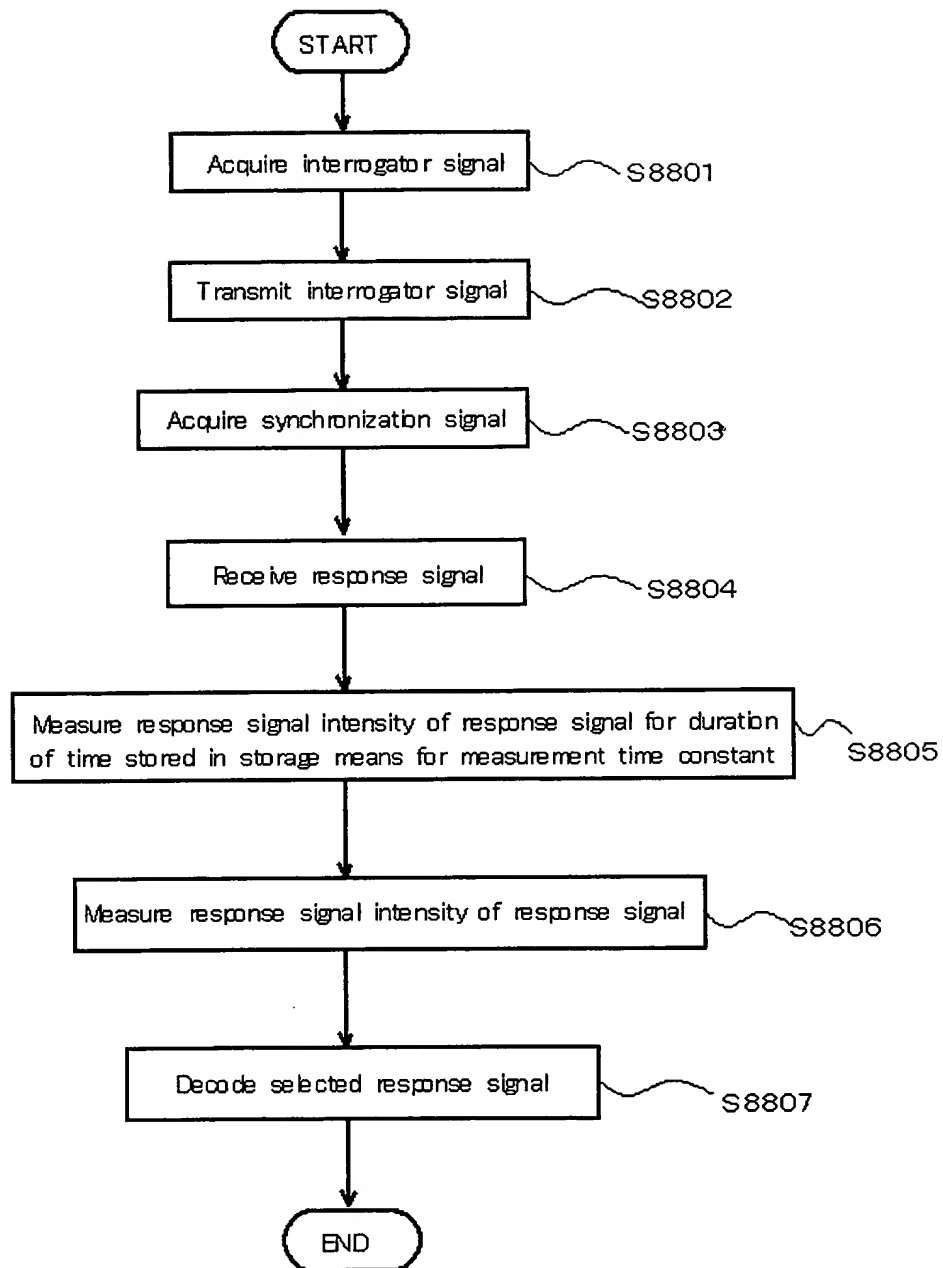 START
Acquire interrogator signal
S8801
Transmit interrogator signal
S8802
Acquire synchronization signal
S8803
Receive response signal
S8804
Measure response signal intensity of response signal for duration
of time stored in storage means for measurement time constant
S8805
Measure response signal intensity of response signal
S8806
Decode selected response signal
S8807
END